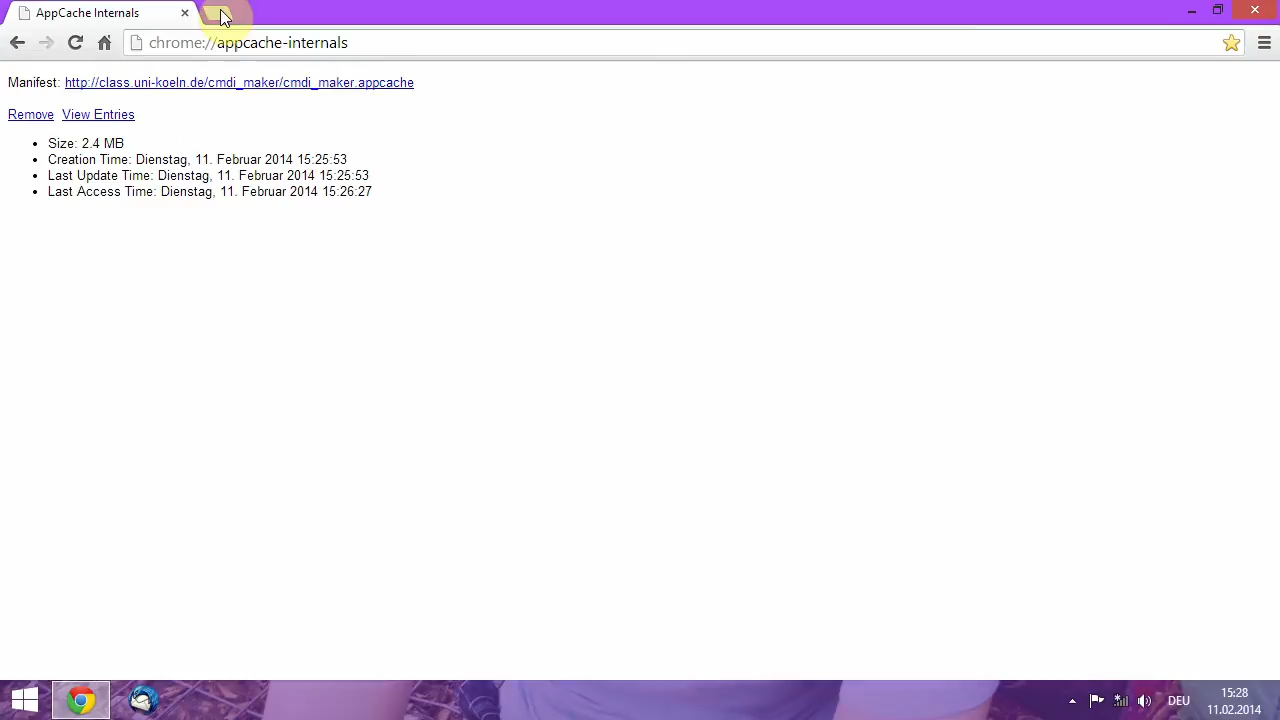 AppCache Internals
chrome://appcache-internals
Manifest: http://class.uni-koeln.de/cmdi_maker/cmdi_maker.appcache
Remove View Entries
• Size: 2.4 MB
• Creation Time: Dienstag, 11. Februar 2014 15:25:53
• Last Update Time: Dienstag, 11. Februar 2014 15:25:53
• Last Access Time: Dienstag, 11. Februar 2014 15:26:27
DEU
15:28
11.02.2014